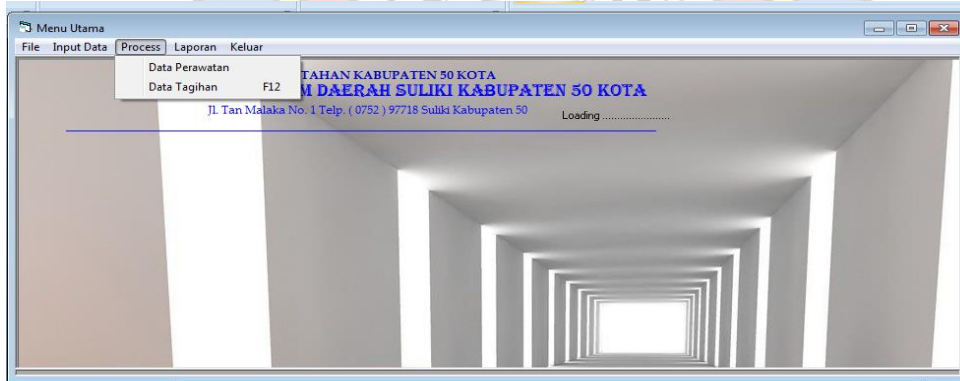 Menu Utama
File Input Data Process Laporan Keluar
Data Perawatan
Data Tagihan F12
TAHAN KABUPATEN 50 KOTA
M DAERAH SULIKI KABUPATEN 50 KOTA
Jl. Tan Malaka No. 1 Telp. ( 0752 ) 97718 Suliki Kabupaten 50
Loading .......................